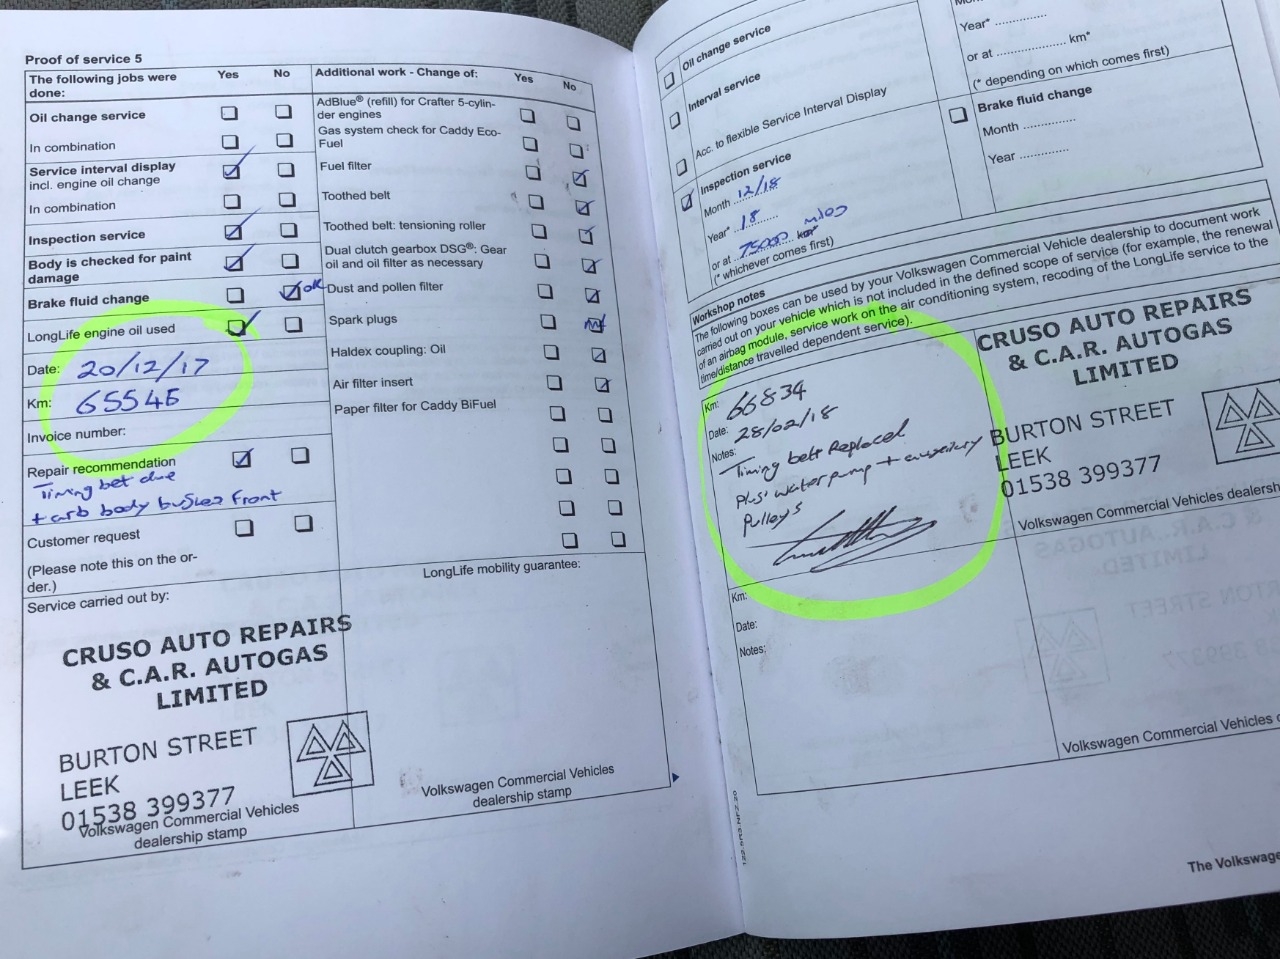 Proof of service 5
The following jobs were done:
Yes
No
Oil change service
In combination
Service interval display
incl. engine oil change
In combination
Inspection service
Body is checked for paint
damage
Brake fluid change
ok
LongLife engine oil used
Date: 20/12/17
Km: 65545
Invoice number:
Repair recommendation
Timing bet due
+ arb body bushes front
Customer request
(Please note this on the or-
der.)
Service carried out by:
CRUSO AUTO REPAIRS
& C.A.R. AUTOGAS
LIMITED
BURTON STREET
LEEK
01538 399377
Volkswagen Commercial Vehicles
dealership stamp
Additional work - Change of:
Yes
No
AdBlue® (refill) for Crafter 5-cylin-
der engines
Gas system check for Caddy Eco-
Fuel
Fuel filter
Toothed belt
Toothed belt: tensioning roller
Dual clutch gearbox DSG®: Gear
oil and oil filter as necessary
Dust and pollen filter
Spark plugs
Haldex coupling: Oil
Air filter insert
Paper filter for Caddy BiFuel
LongLife mobility guarantee:
Volkswagen Commercial Vehicles
dealership stamp
Oil change service
Interval service
Acc. to flexible Service Interval Display
Inspection service
Month 12/18
Year* 18
or at 75000 km* miles
(* whichever comes first)
Year* ..............
or at ................... km*
(* depending on which comes first)
Brake fluid change
Month ..............
Year .............
Workshop notes
The following boxes can be used by your Volkswagen Commercial Vehicle dealership to document work
carried out on your vehicle which is not included in the defined scope of service (for example, the renewal
of an airbag module, service work on the air conditioning system, recoding of the LongLife service to the
time/distance travelled dependent service).
Km: 66834
Date: 28/02/18
Notes: Timing belt Replaced
plus water pump + auxiliary
pulleys
CRUSO AUTO REPAIRS
& C.A.R. AUTOGAS
LIMITED
BURTON STREET
LEEK
01538 399377
Volkswagen Commercial Vehicles dealersh
Km:
Date:
Notes:
Volkswagen Commercial Vehicles
The Volkswage